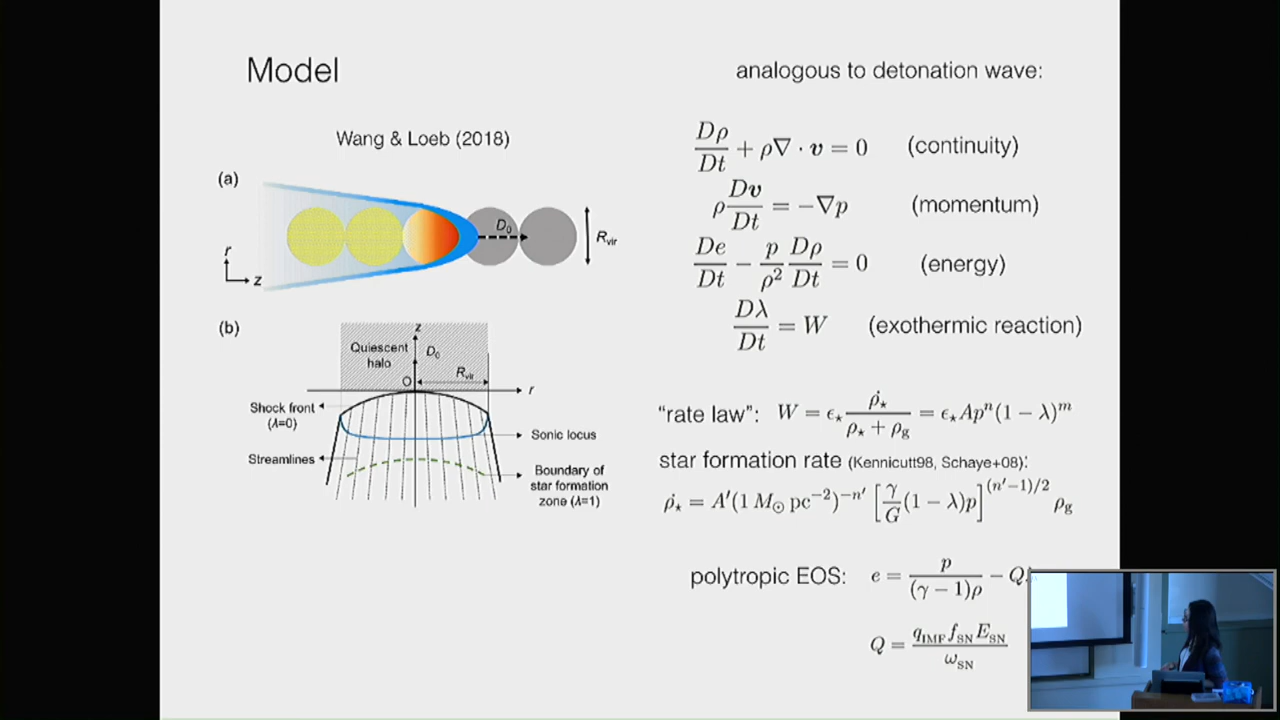 Model
Wang & Loeb (2018)
(a)
D₀
R_vir
r
z
(b)
z
Quiescent
halo
D₀
R_vir
O
r
Shock front
(λ=0)
Sonic locus
Streamlines
Boundary of
star formation
zone (λ=1)
analogous to detonation wave:
Dρ/Dt + ρ∇ · v = 0 (continuity)
ρ Dv/Dt = −∇p (momentum)
De/Dt − p/ρ² Dρ/Dt = 0 (energy)
Dλ/Dt = W (exothermic reaction)
“rate law”: W = ϵ⋆ ρ̇⋆/(ρ⋆ + ρ_g) = ϵ⋆Apⁿ(1 − λ)ᵐ
star formation rate (Kennicutt98, Schaye+08):
ρ̇⋆ = A′(1 M⊙ pc⁻²)^(−n′) [γ/G (1 − λ)p]^((n′−1)/2) ρ_g
polytropic EOS: e = p/((γ − 1)ρ) − Q
Q = q_IMF f_SN E_SN / ω_SN